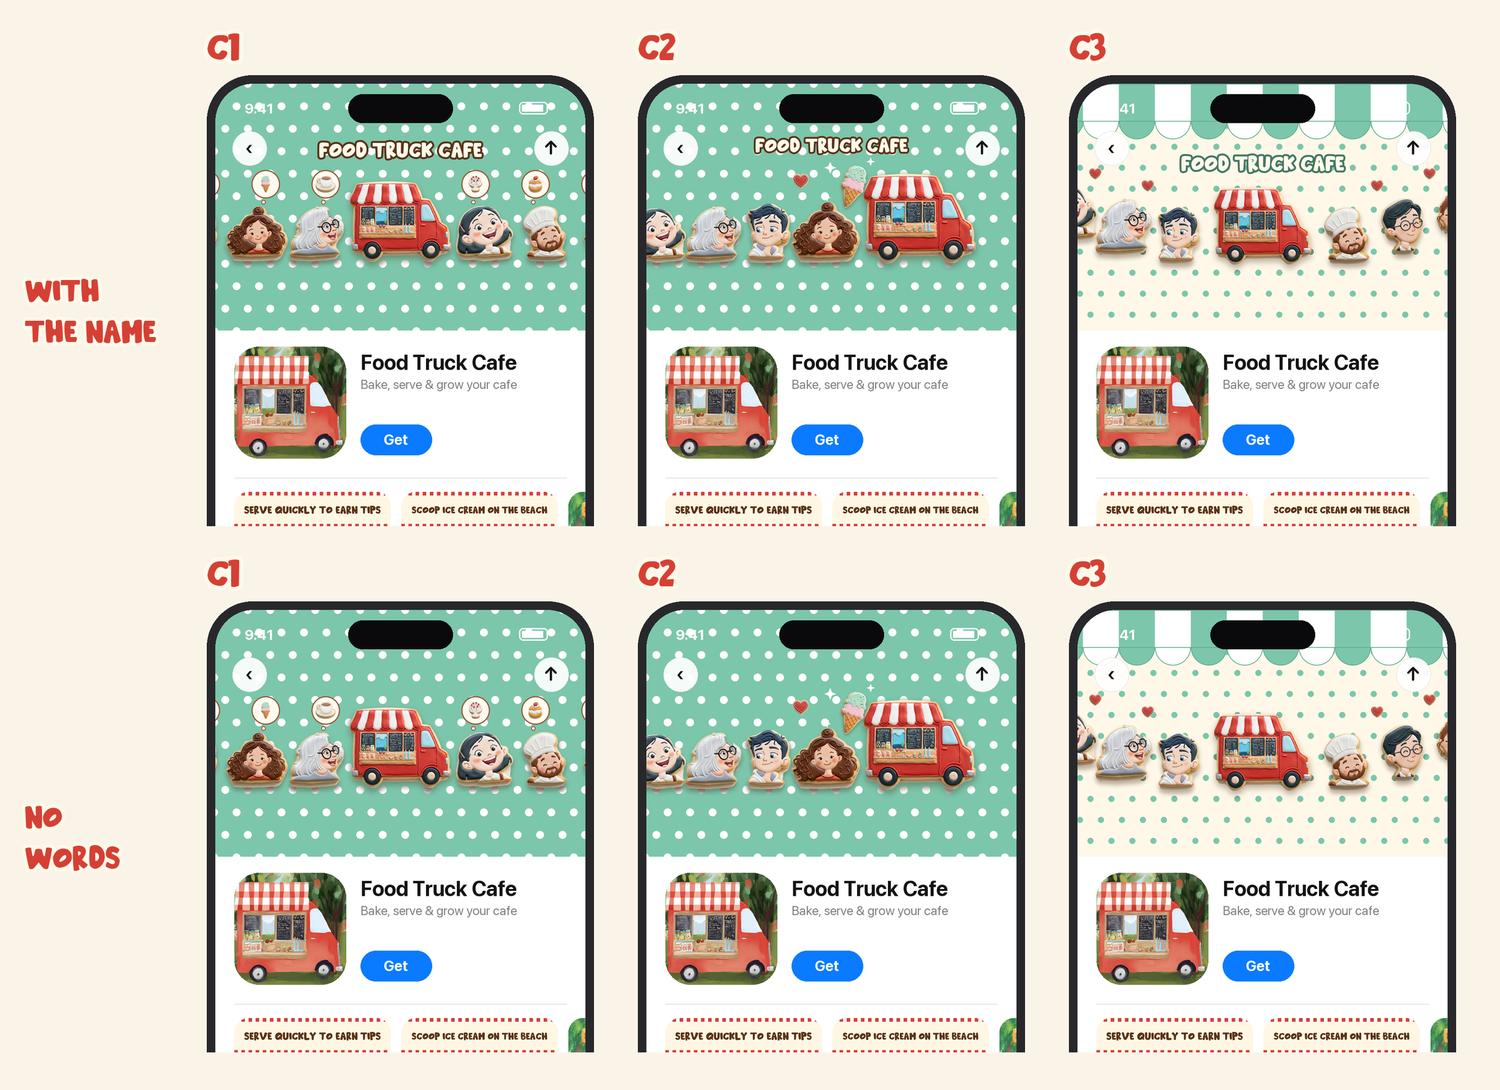 C1
C2
C3
WITH
THE NAME
9:41
FOOD TRUCK CAFE
Food Truck Cafe
Bake, serve & grow your cafe
Get
SERVE QUICKLY TO EARN TIPS
SCOOP ICE CREAM ON THE BEACH
9:41
FOOD TRUCK CAFE
Food Truck Cafe
Bake, serve & grow your cafe
Get
SERVE QUICKLY TO EARN TIPS
SCOOP ICE CREAM ON THE BEACH
41
FOOD TRUCK CAFE
Food Truck Cafe
Bake, serve & grow your cafe
Get
SERVE QUICKLY TO EARN TIPS
SCOOP ICE CREAM ON THE BEACH
C1
C2
C3
NO
WORDS
9:41
Food Truck Cafe
Bake, serve & grow your cafe
Get
SERVE QUICKLY TO EARN TIPS
SCOOP ICE CREAM ON THE BEACH
9:41
Food Truck Cafe
Bake, serve & grow your cafe
Get
SERVE QUICKLY TO EARN TIPS
SCOOP ICE CREAM ON THE BEACH
41
Food Truck Cafe
Bake, serve & grow your cafe
Get
SERVE QUICKLY TO EARN TIPS
SCOOP ICE CREAM ON THE BEACH